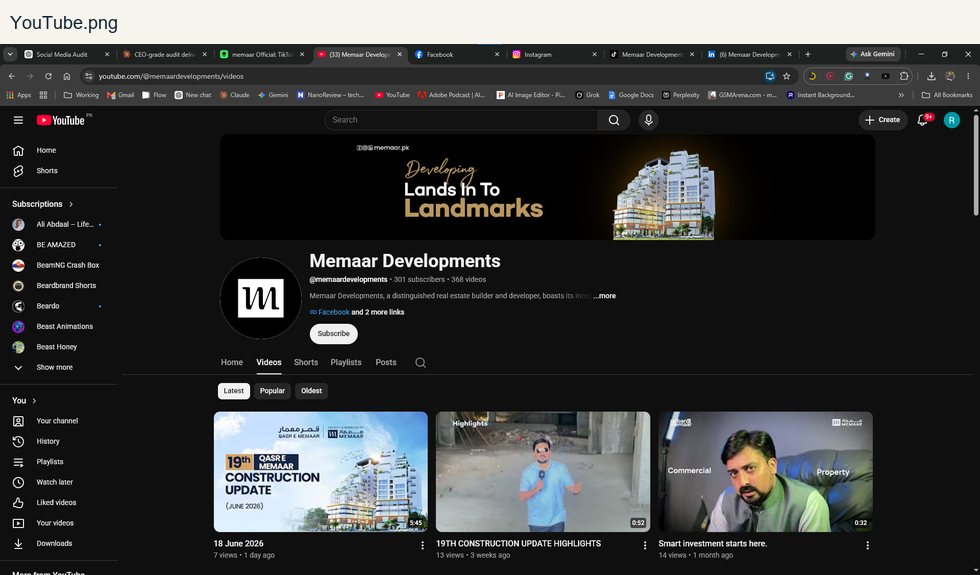 YouTube.png
Social Media Audit
CEO-grade audit deliv
memaar Official: TikTo
(33) Memaar Develop
Facebook
Instagram
Memaar Development
(6) Memaar Developm
Ask Gemini
youtube.com/@memaardevelopments/videos
Apps
Working
Gmail
Flow
New chat
Claude
Gemini
NanoReview – tech...
YouTube
Adobe Podcast | AI...
AI Image Editor - Pi...
Grok
Google Docs
Perplexity
GSMArena.com - m...
Instant Background...
All Bookmarks
YouTube PK
Search
Create
9+
R
Home
Shorts
Subscriptions
Ali Abdaal – Life...
BE AMAZED
BeamNG Crash Box
Beardbrand Shorts
Beardo
Beast Animations
Beast Honey
Show more
You
Your channel
History
Playlists
Watch later
Liked videos
Your videos
Downloads
More from YouTube
memaar.pk
Developing
Lands In To
Landmarks
m
Memaar Developments
@memaardevelopments • 301 subscribers • 368 videos
Memaar Developments, a distinguished real estate builder and developer, boasts its ...more
Facebook and 2 more links
Subscribe
Home
Videos
Shorts
Playlists
Posts
Latest
Popular
Oldest
قصر معمار
QASR E MEMAAR
MEMAAR
19th QASR E
MEMAAR
CONSTRUCTION
UPDATE
(JUNE 2026)
5:45
18 June 2026
7 views • 1 day ago
Highlights
0:52
19TH CONSTRUCTION UPDATE HIGHLIGHTS
13 views • 3 weeks ago
MEMAAR
Commercial
Property
0:32
Smart investment starts here.
14 views • 1 month ago